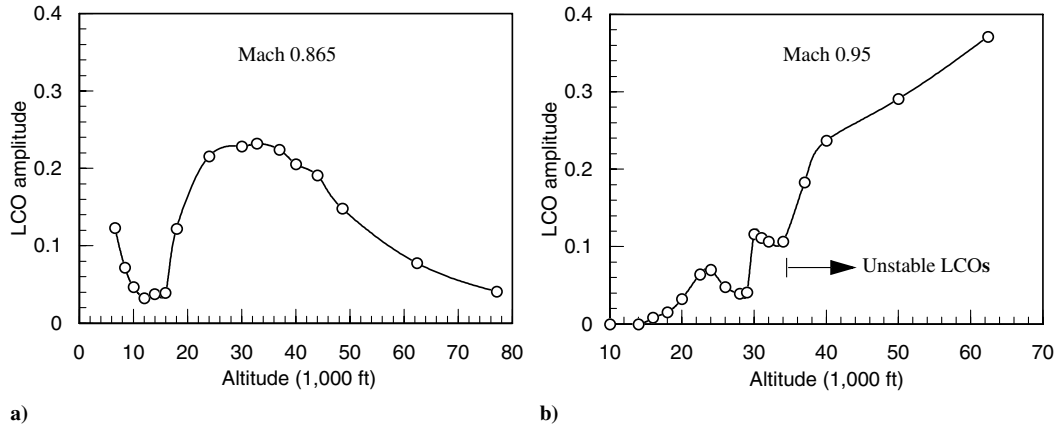 0.4
0.3
0.2
0.1
0
LCO amplitude
Mach 0.865
0 10 20 30 40 50 60 70 80
Altitude (1,000 ft)
a)
0.4
0.3
0.2
0.1
0
LCO amplitude
Mach 0.95
Unstable LCOs
10 20 30 40 50 60 70
Altitude (1,000 ft)
b)